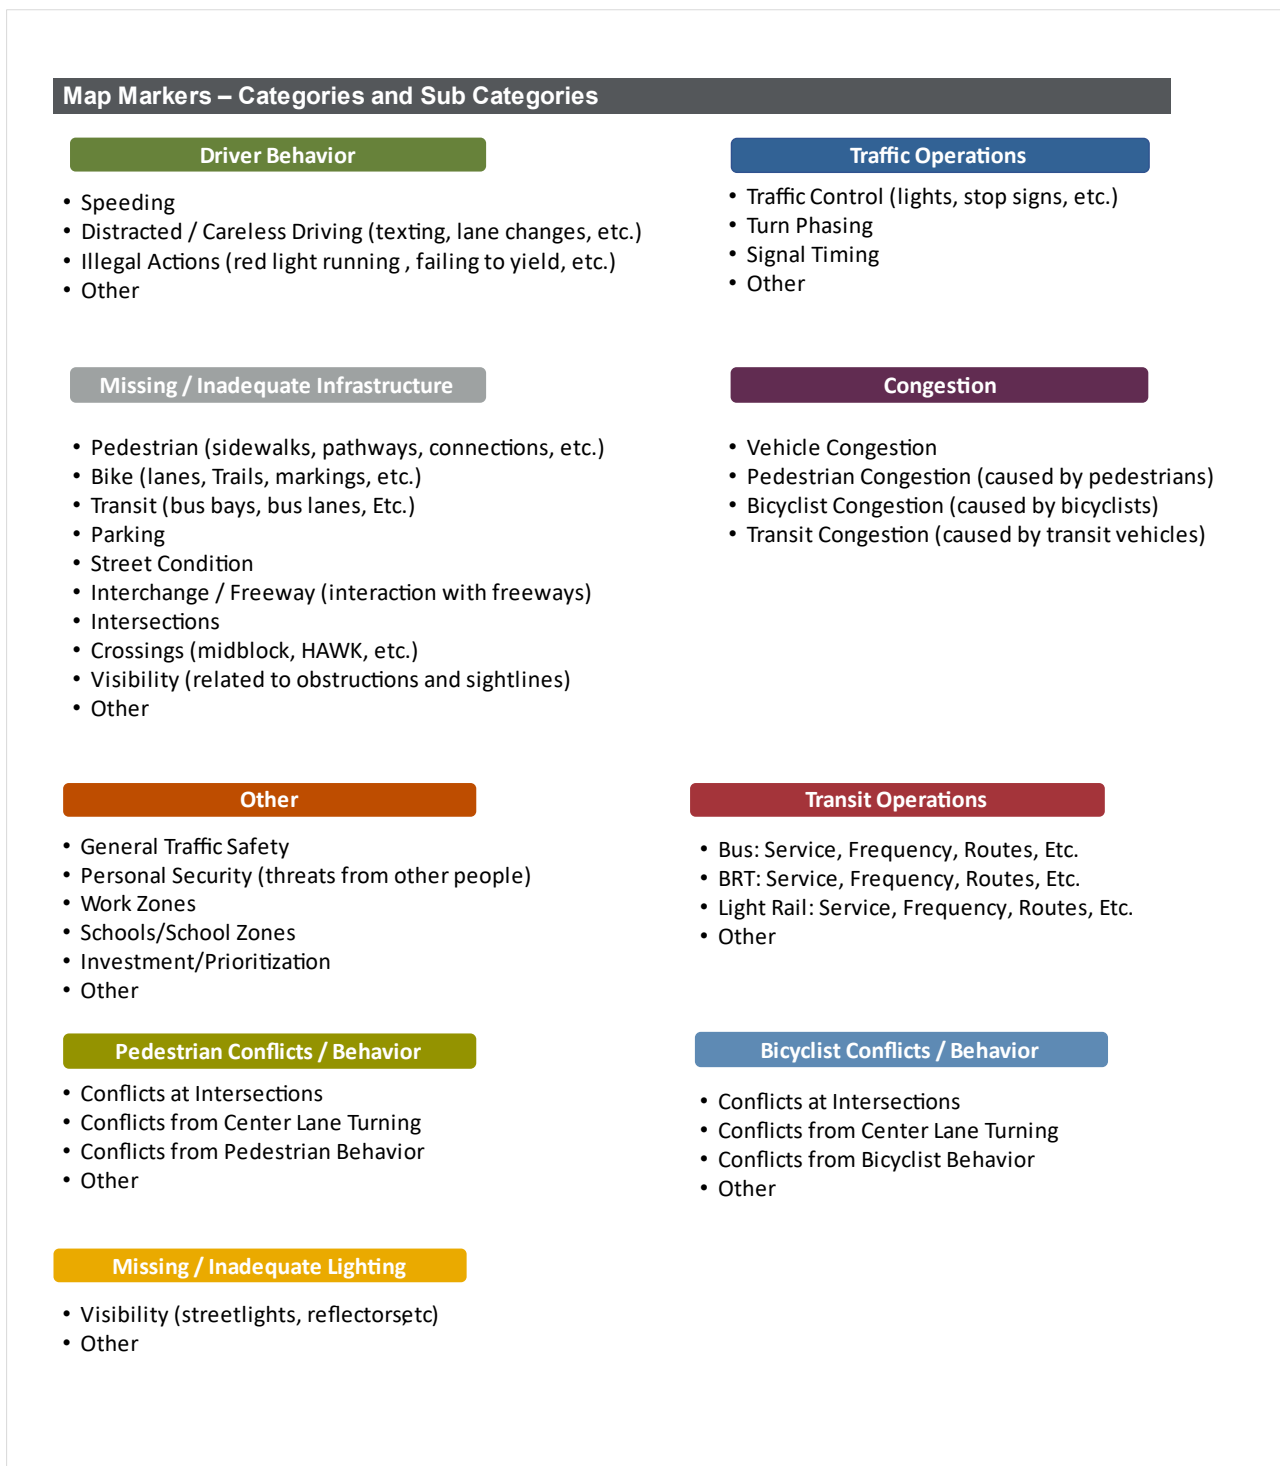 Map Markers – Categories and Sub Categories
Driver Behavior
• Speeding
• Distracted / Careless Driving (texting, lane changes, etc.)
• Illegal Actions (red light running , failing to yield, etc.)
• Other
Traffic Operations
• Traffic Control (lights, stop signs, etc.)
• Turn Phasing
• Signal Timing
• Other
Missing / Inadequate Infrastructure
• Pedestrian (sidewalks, pathways, connections, etc.)
• Bike (lanes, Trails, markings, etc.)
• Transit (bus bays, bus lanes, Etc.)
• Parking
• Street Condition
• Interchange / Freeway (interaction with freeways)
• Intersections
• Crossings (midblock, HAWK, etc.)
• Visibility (related to obstructions and sightlines)
• Other
Congestion
• Vehicle Congestion
• Pedestrian Congestion (caused by pedestrians)
• Bicyclist Congestion (caused by bicyclists)
• Transit Congestion (caused by transit vehicles)
Other
• General Traffic Safety
• Personal Security (threats from other people)
• Work Zones
• Schools/School Zones
• Investment/Prioritization
• Other
Transit Operations
• Bus: Service, Frequency, Routes, Etc.
• BRT: Service, Frequency, Routes, Etc.
• Light Rail: Service, Frequency, Routes, Etc.
• Other
Pedestrian Conflicts / Behavior
• Conflicts at Intersections
• Conflicts from Center Lane Turning
• Conflicts from Pedestrian Behavior
• Other
Bicyclist Conflicts / Behavior
• Conflicts at Intersections
• Conflicts from Center Lane Turning
• Conflicts from Bicyclist Behavior
• Other
Missing / Inadequate Lighting
• Visibility (streetlights, reflectors,etc)
• Other